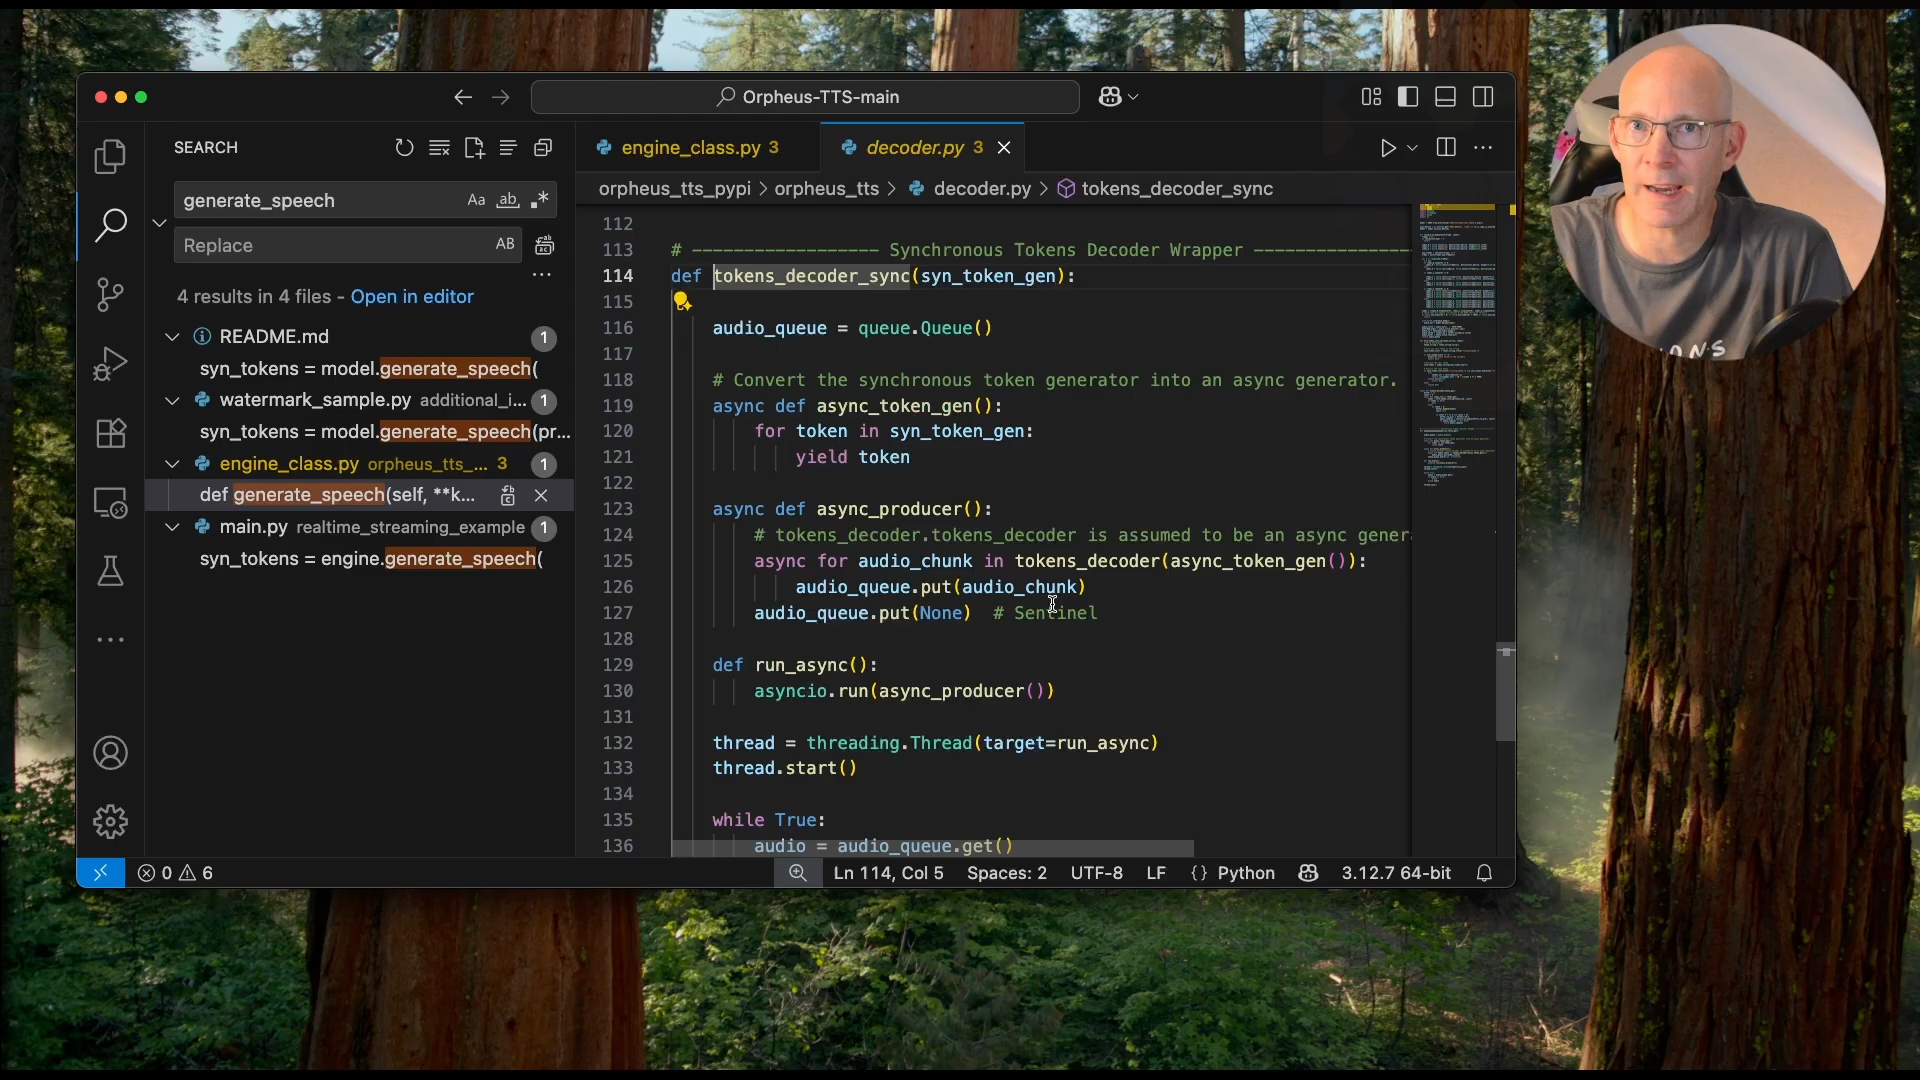 Orpheus-TTS-main
SEARCH
generate_speech
Aa
ab
Replace
AB
4 results in 4 files - Open in editor
README.md
1
syn_tokens = model.generate_speech(
watermark_sample.py additional_i...
1
syn_tokens = model.generate_speech(pr...
engine_class.py orpheus_tts_... 3
1
def generate_speech(self, **k...
main.py realtime_streaming_example
1
syn_tokens = engine.generate_speech(
engine_class.py 3
decoder.py 3
orpheus_tts_pypi > orpheus_tts > decoder.py > tokens_decoder_sync
112
113 # ------------------ Synchronous Tokens Decoder Wrapper ---------------
114 def tokens_decoder_sync(syn_token_gen):
115
116 audio_queue = queue.Queue()
117
118 # Convert the synchronous token generator into an async generator.
119 async def async_token_gen():
120 for token in syn_token_gen:
121 yield token
122
123 async def async_producer():
124 # tokens_decoder.tokens_decoder is assumed to be an async gener
125 async for audio_chunk in tokens_decoder(async_token_gen()):
126 audio_queue.put(audio_chunk)
127 audio_queue.put(None) # Sentinel
128
129 def run_async():
130 asyncio.run(async_producer())
131
132 thread = threading.Thread(target=run_async)
133 thread.start()
134
135 while True:
136 audio = audio_queue.get()
0 6
Ln 114, Col 5
Spaces: 2
UTF-8
LF
{} Python
3.12.7 64-bit